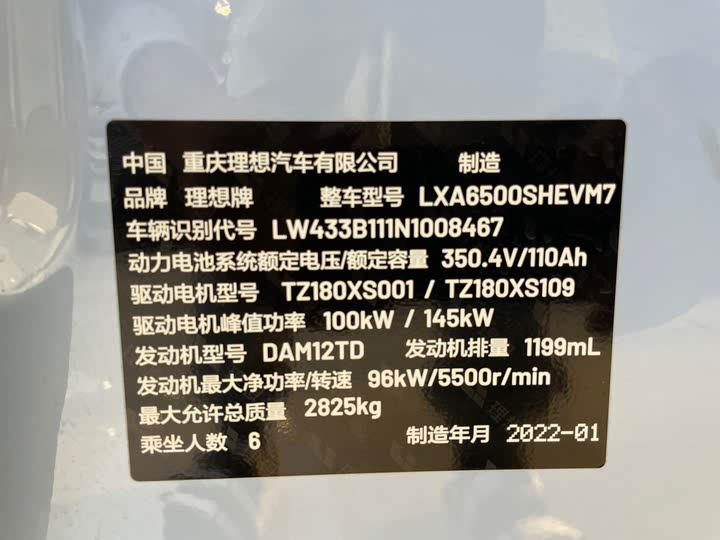 中国 重庆理想汽车有限公司 制造
品牌 理想牌 整车型号 LXA6500SHEVM7
车辆识别代号 LW433B111N1008467
动力电池系统额定电压/额定容量 350.4V/110Ah
驱动电机型号 TZ180XS001 / TZ180XS109
驱动电机峰值功率 100kW / 145kW
发动机型号 DAM12TD 发动机排量 1199mL
发动机最大净功率/转速 96kW/5500r/min
最大允许总质量 2825kg
乘坐人数 6 制造年月 2022-01